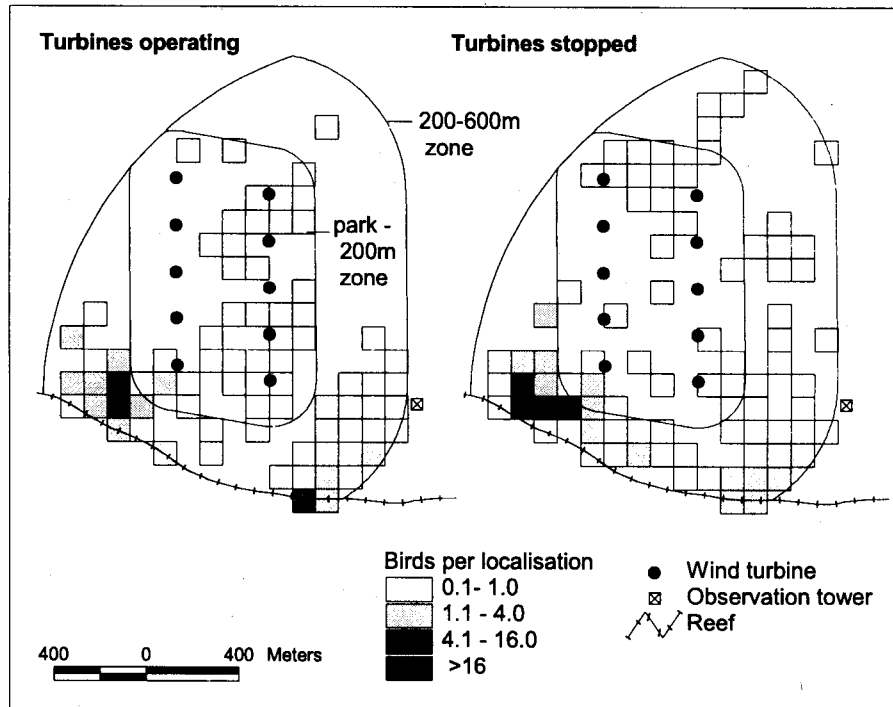 Turbines operating
Turbines stopped
200-600m
zone
park -
200m
zone
Birds per localisation
0.1- 1.0
1.1 - 4.0
4.1 - 16.0
>16
Wind turbine
Observation tower
Reef
400 0 400 Meters